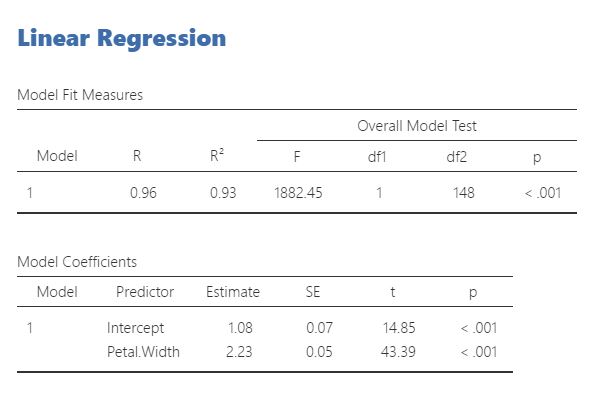 Linear Regression
Model Fit Measures
Overall Model Test
Model R R² F df1 df2 p
1 0.96 0.93 1882.45 1 148 < .001
Model Coefficients
Model Predictor Estimate SE t p
1 Intercept 1.08 0.07 14.85 < .001
Petal.Width 2.23 0.05 43.39 < .001